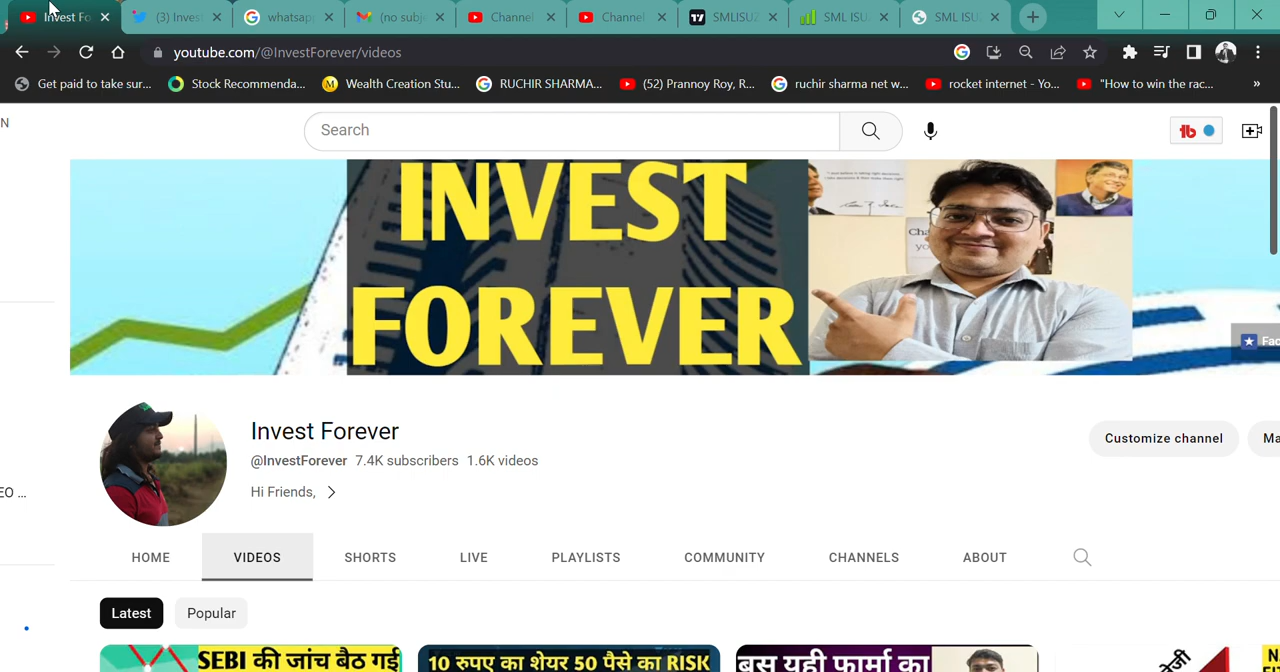 Invest Fo
(3) Invest
whatsap
(no subj
Channel
Channel
SMLISUZ
SML ISU
SML ISU
youtube.com/@InvestForever/videos
Get paid to take sur...
Stock Recommenda...
Wealth Creation Stu...
RUCHIR SHARMA...
(52) Prannoy Roy, R...
ruchir sharma net w...
rocket internet - Yo...
"How to win the rac...
»
N
Search
INVEST
FOREVER
Fac
Invest Forever
@InvestForever 7.4K subscribers 1.6K videos
Hi Friends,
Customize channel
Ma
EO ...
HOME
VIDEOS
SHORTS
LIVE
PLAYLISTS
COMMUNITY
CHANNELS
ABOUT
Latest
Popular
SEBI की जांच बैठ गई
10 रुपए का शेयर 50 पैसे का RISK
बस यही फार्मा का